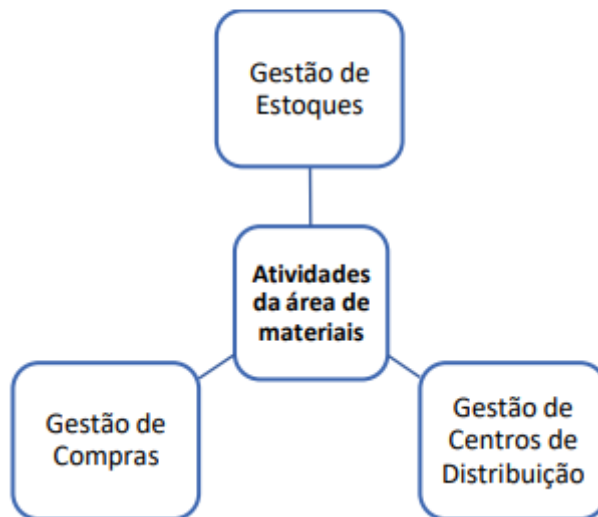 Gestão de
Estoques
Atividades
da área de
materiais
Gestão de
Compras
Gestão de
Centros de
Distribuição